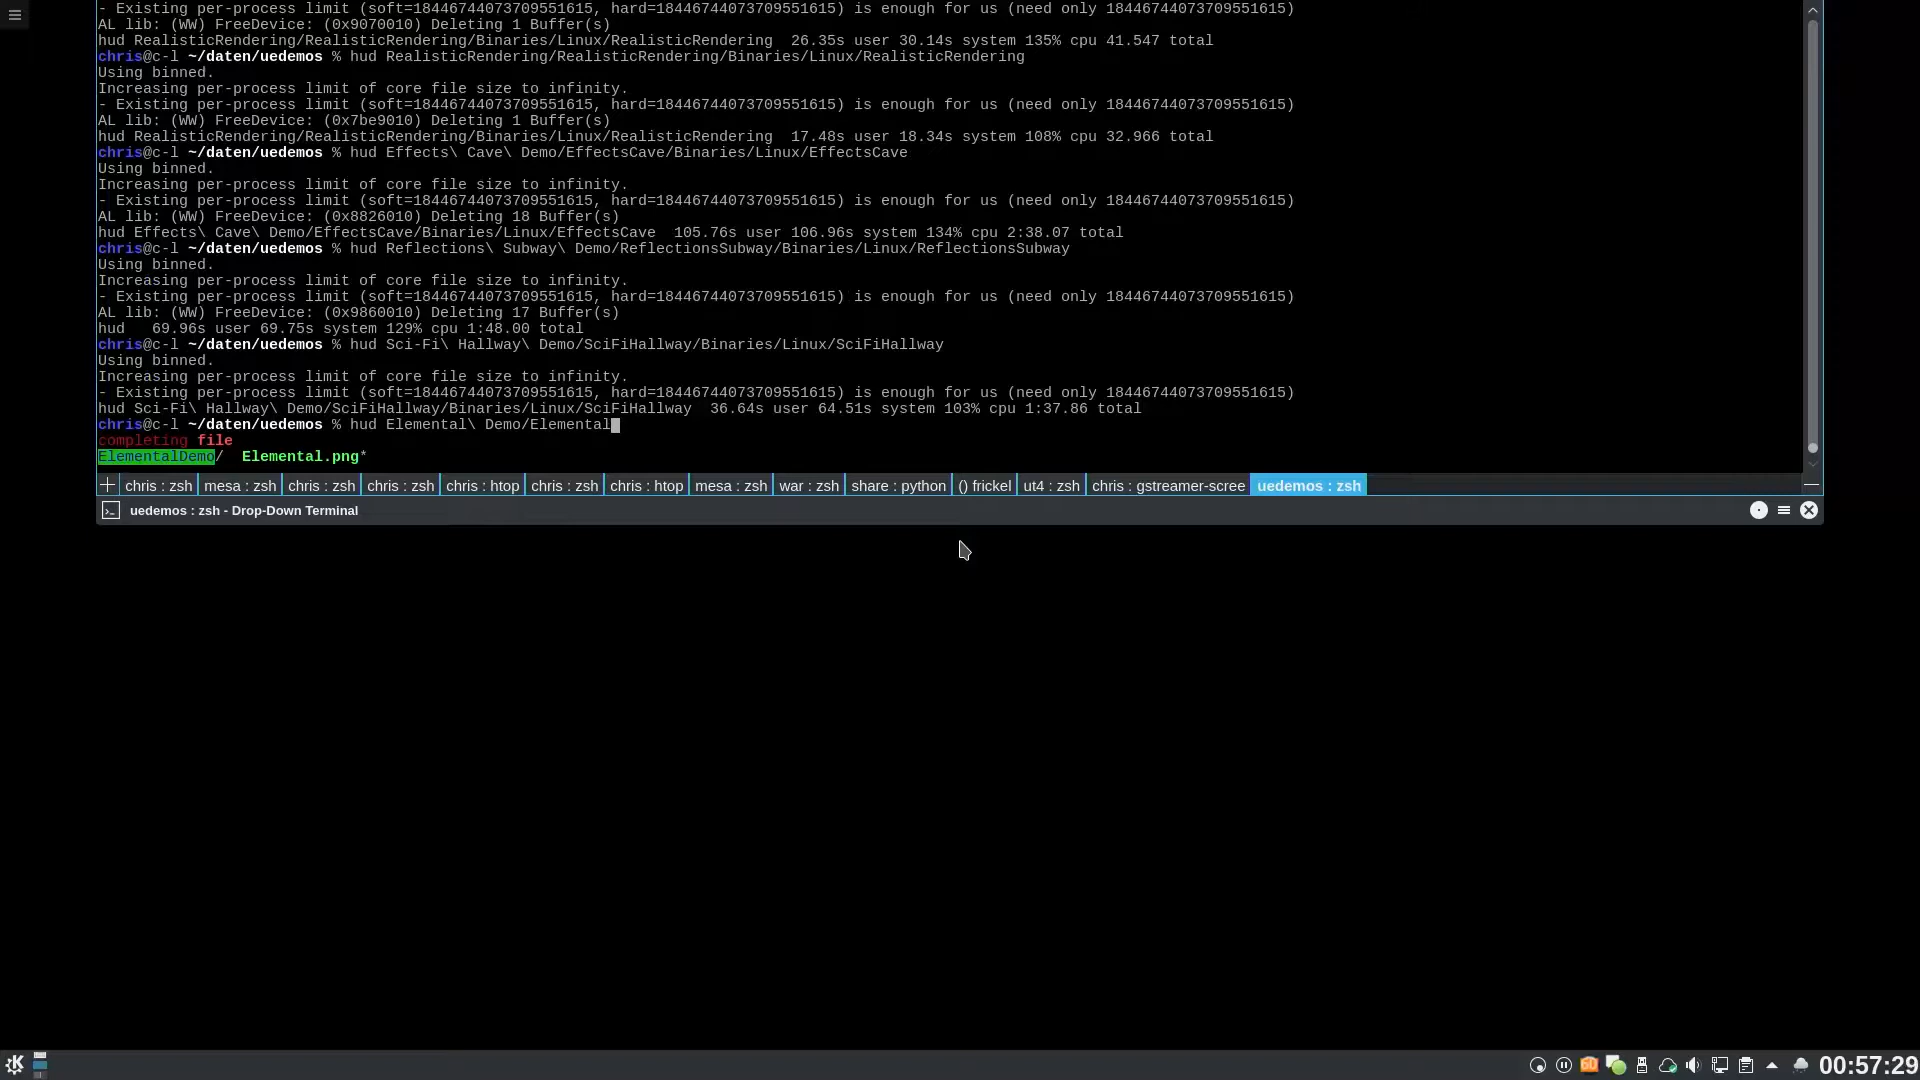 - Existing per-process limit (soft=18446744073709551615, hard=18446744073709551615) is enough for us (need only 18446744073709551615)
AL lib: (WW) FreeDevice: (0x9070010) Deleting 1 Buffer(s)
hud RealisticRendering/RealisticRendering/Binaries/Linux/RealisticRendering  26.35s user 30.14s system 135% cpu 41.547 total
chris@c-l ~/daten/uedemos % hud RealisticRendering/RealisticRendering/Binaries/Linux/RealisticRendering
Using binned.
Increasing per-process limit of core file size to infinity.
- Existing per-process limit (soft=18446744073709551615, hard=18446744073709551615) is enough for us (need only 18446744073709551615)
AL lib: (WW) FreeDevice: (0x7be9010) Deleting 1 Buffer(s)
hud RealisticRendering/RealisticRendering/Binaries/Linux/RealisticRendering  17.48s user 18.34s system 108% cpu 32.966 total
chris@c-l ~/daten/uedemos % hud Effects\ Cave\ Demo/EffectsCave/Binaries/Linux/EffectsCave
Using binned.
Increasing per-process limit of core file size to infinity.
- Existing per-process limit (soft=18446744073709551615, hard=18446744073709551615) is enough for us (need only 18446744073709551615)
AL lib: (WW) FreeDevice: (0x8826010) Deleting 18 Buffer(s)
hud Effects\ Cave\ Demo/EffectsCave/Binaries/Linux/EffectsCave  105.76s user 106.96s system 134% cpu 2:38.07 total
chris@c-l ~/daten/uedemos % hud Reflections\ Subway\ Demo/ReflectionsSubway/Binaries/Linux/ReflectionsSubway
Using binned.
Increasing per-process limit of core file size to infinity.
- Existing per-process limit (soft=18446744073709551615, hard=18446744073709551615) is enough for us (need only 18446744073709551615)
AL lib: (WW) FreeDevice: (0x9860010) Deleting 17 Buffer(s)
hud   69.96s user 69.75s system 129% cpu 1:48.00 total
chris@c-l ~/daten/uedemos % hud Sci-Fi\ Hallway\ Demo/SciFiHallway/Binaries/Linux/SciFiHallway
Using binned.
Increasing per-process limit of core file size to infinity.
- Existing per-process limit (soft=18446744073709551615, hard=18446744073709551615) is enough for us (need only 18446744073709551615)
hud Sci-Fi\ Hallway\ Demo/SciFiHallway/Binaries/Linux/SciFiHallway  36.64s user 64.51s system 103% cpu 1:37.86 total
chris@c-l ~/daten/uedemos % hud Elemental\ Demo/Elemental
completing file
ElementalDemo/  Elemental.png*
chris : zsh mesa : zsh chris : zsh chris : zsh chris : htop chris : zsh chris : htop mesa : zsh war : zsh share : python () frickel ut4 : zsh chris : gstreamer-scree uedemos : zsh
uedemos : zsh - Drop-Down Terminal
00:57:29